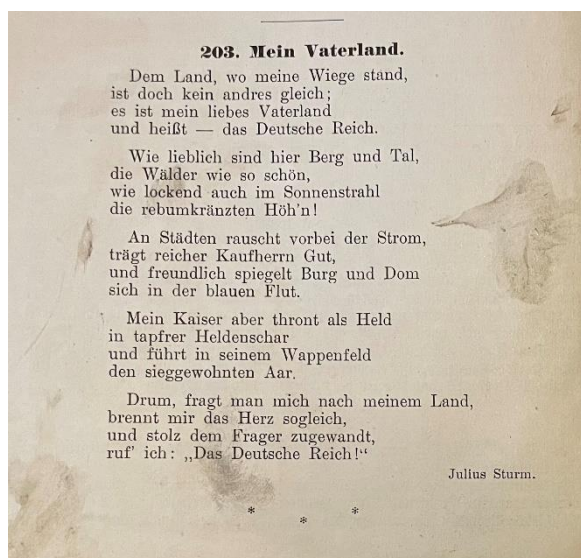 203. Mein Vaterland.
Dem Land, wo meine Wiege stand,
ist doch kein andres gleich;
es ist mein liebes Vaterland
und heißt — das Deutsche Reich.
Wie lieblich sind hier Berg und Tal,
die Wälder wie so schön,
wie lockend auch im Sonnenstrahl
die rebumkränzten Höh'n!
An Städten rauscht vorbei der Strom,
trägt reicher Kaufherrn Gut,
und freundlich spiegelt Burg und Dom
sich in der blauen Flut.
Mein Kaiser aber thront als Held
in tapfrer Heldenschar
und führt in seinem Wappenfeld
den sieggewohnten Aar.
Drum, fragt man mich nach meinem Land,
brennt mir das Herz sogleich,
und stolz dem Frager zugewandt,
ruf' ich: „Das Deutsche Reich!“
Julius Sturm.
* * *